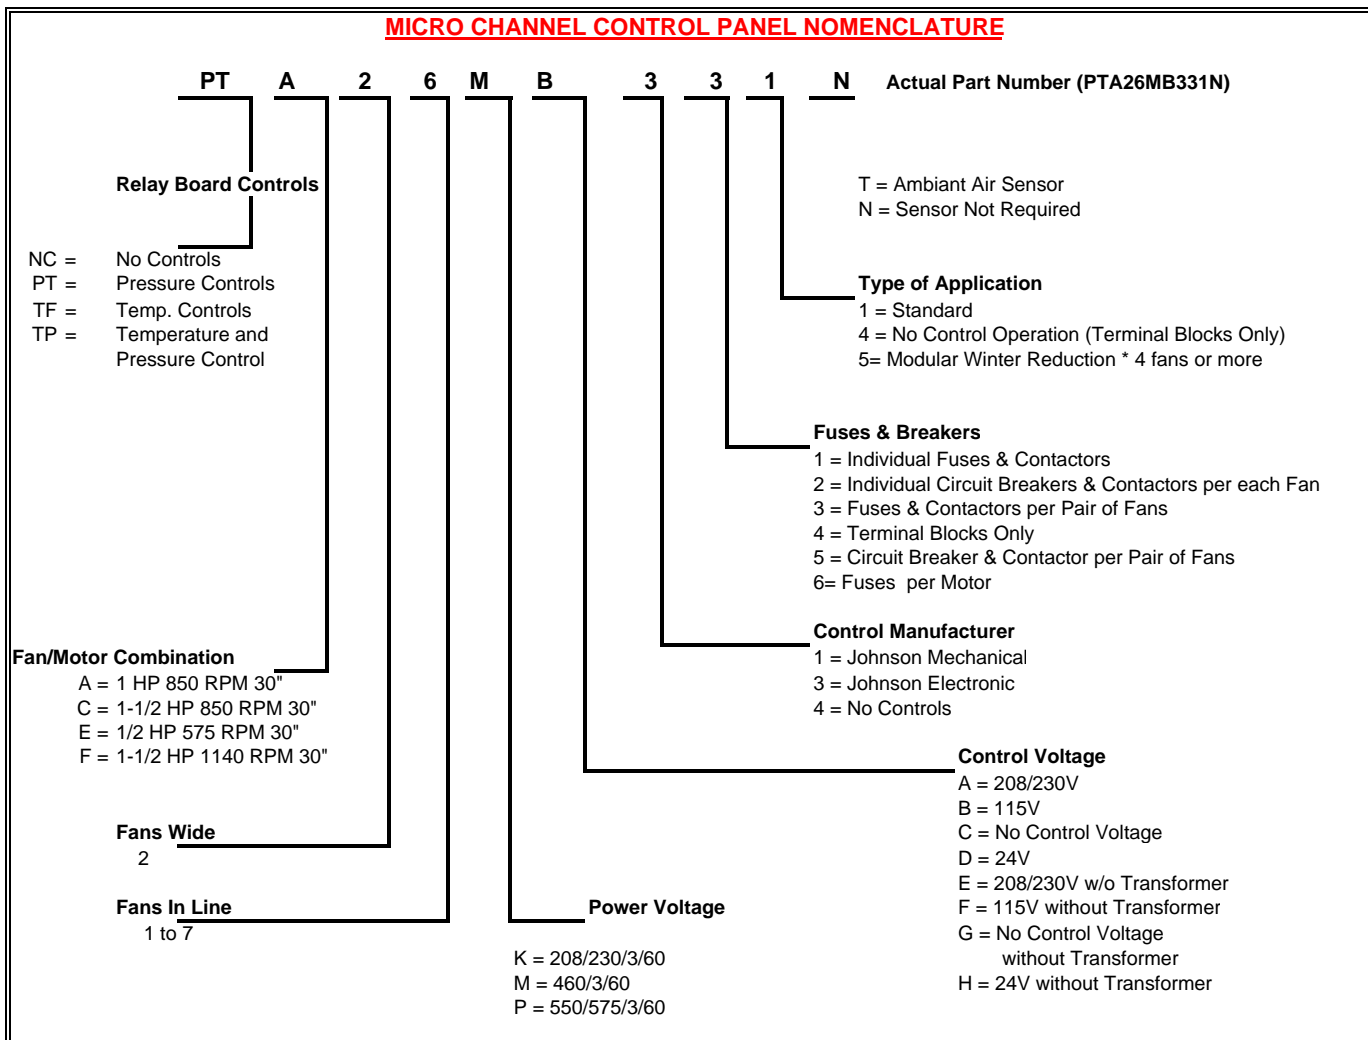 MICRO CHANNEL CONTROL PANEL NOMENCLATURE
PT A 2 6 M B 3 3 1 N Actual Part Number (PTA26MB331N)
Relay Board Controls
NC = No Controls
PT = Pressure Controls
TF = Temp. Controls
TP = Temperature and
Pressure Control
T = Ambiant Air Sensor
N = Sensor Not Required
Type of Application
1 = Standard
4 = No Control Operation (Terminal Blocks Only)
5= Modular Winter Reduction * 4 fans or more
Fuses & Breakers
1 = Individual Fuses & Contactors
2 = Individual Circuit Breakers & Contactors per each Fan
3 = Fuses & Contactors per Pair of Fans
4 = Terminal Blocks Only
5 = Circuit Breaker & Contactor per Pair of Fans
6= Fuses per Motor
Control Manufacturer
1 = Johnson Mechanical
3 = Johnson Electronic
4 = No Controls
Fan/Motor Combination
A = 1 HP 850 RPM 30"
C = 1-1/2 HP 850 RPM 30"
E = 1/2 HP 575 RPM 30"
F = 1-1/2 HP 1140 RPM 30"
Control Voltage
A = 208/230V
B = 115V
C = No Control Voltage
D = 24V
E = 208/230V w/o Transformer
F = 115V without Transformer
G = No Control Voltage
without Transformer
H = 24V without Transformer
Fans Wide
2
Fans In Line
1 to 7
Power Voltage
K = 208/230/3/60
M = 460/3/60
P = 550/575/3/60